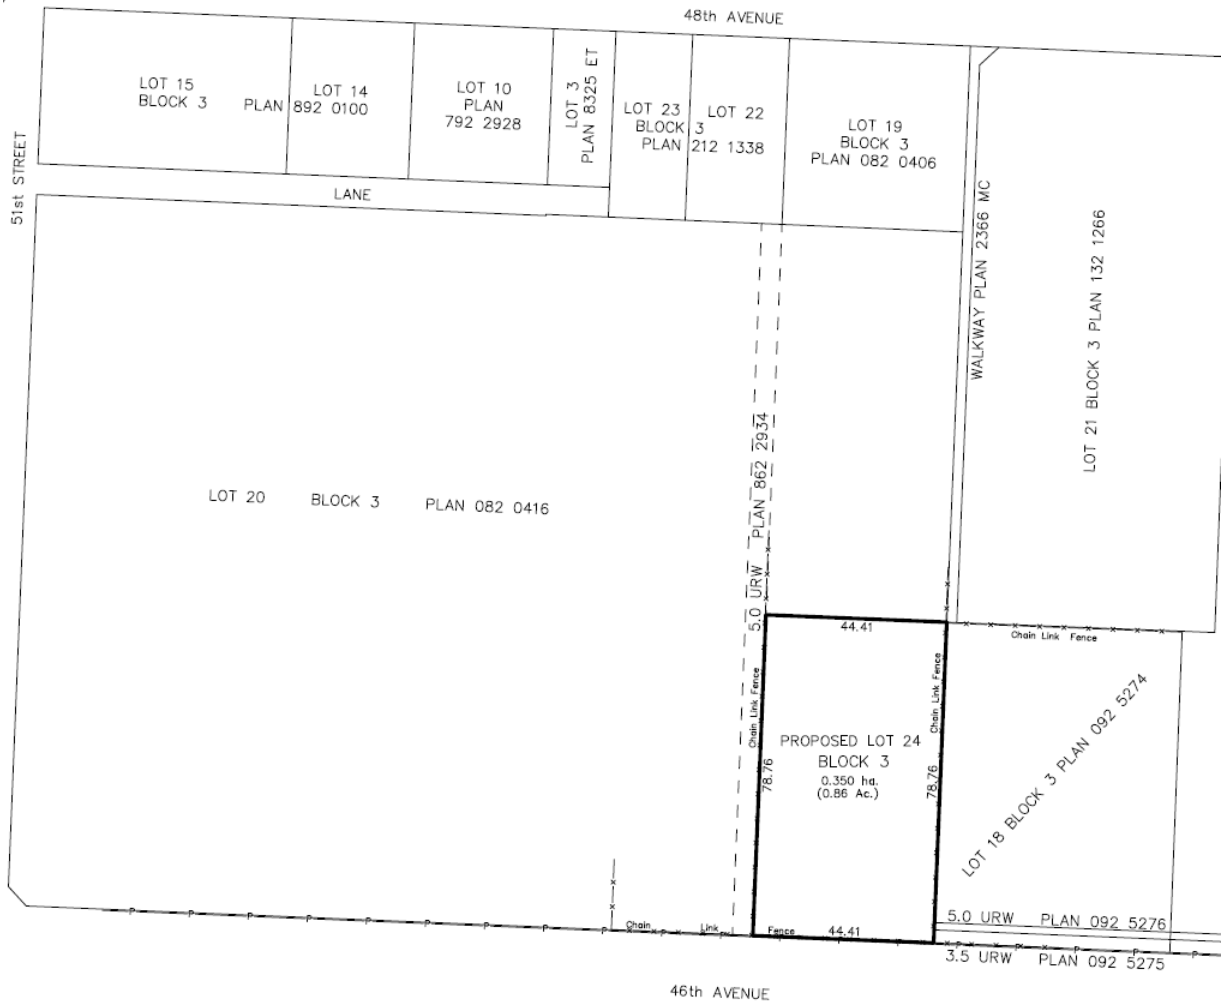 48th AVENUE
LOT 15
BLOCK 3 PLAN 892 0100
LOT 14
LOT 10
PLAN
792 2928
LOT 3
PLAN 8325 ET
LOT 23
LOT 22
BLOCK 3
PLAN 212 1338
LOT 19
BLOCK 3
PLAN 082 0406
51st STREET
LANE
WALKWAY PLAN 2366 MC
LOT 21 BLOCK 3 PLAN 132 1266
5.0 URW PLAN 862 2934
LOT 20 BLOCK 3 PLAN 082 0416
44.41
Chain Link Fence
Chain Link Fence
Chain Link Fence
PROPOSED LOT 24
BLOCK 3
0.350 ha.
(0.86 Ac.)
78.76
78.76
LOT 18 BLOCK 3 PLAN 092 5274
Chain Link Fence
44.41
5.0 URW PLAN 092 5276
3.5 URW PLAN 092 5275
46th AVENUE